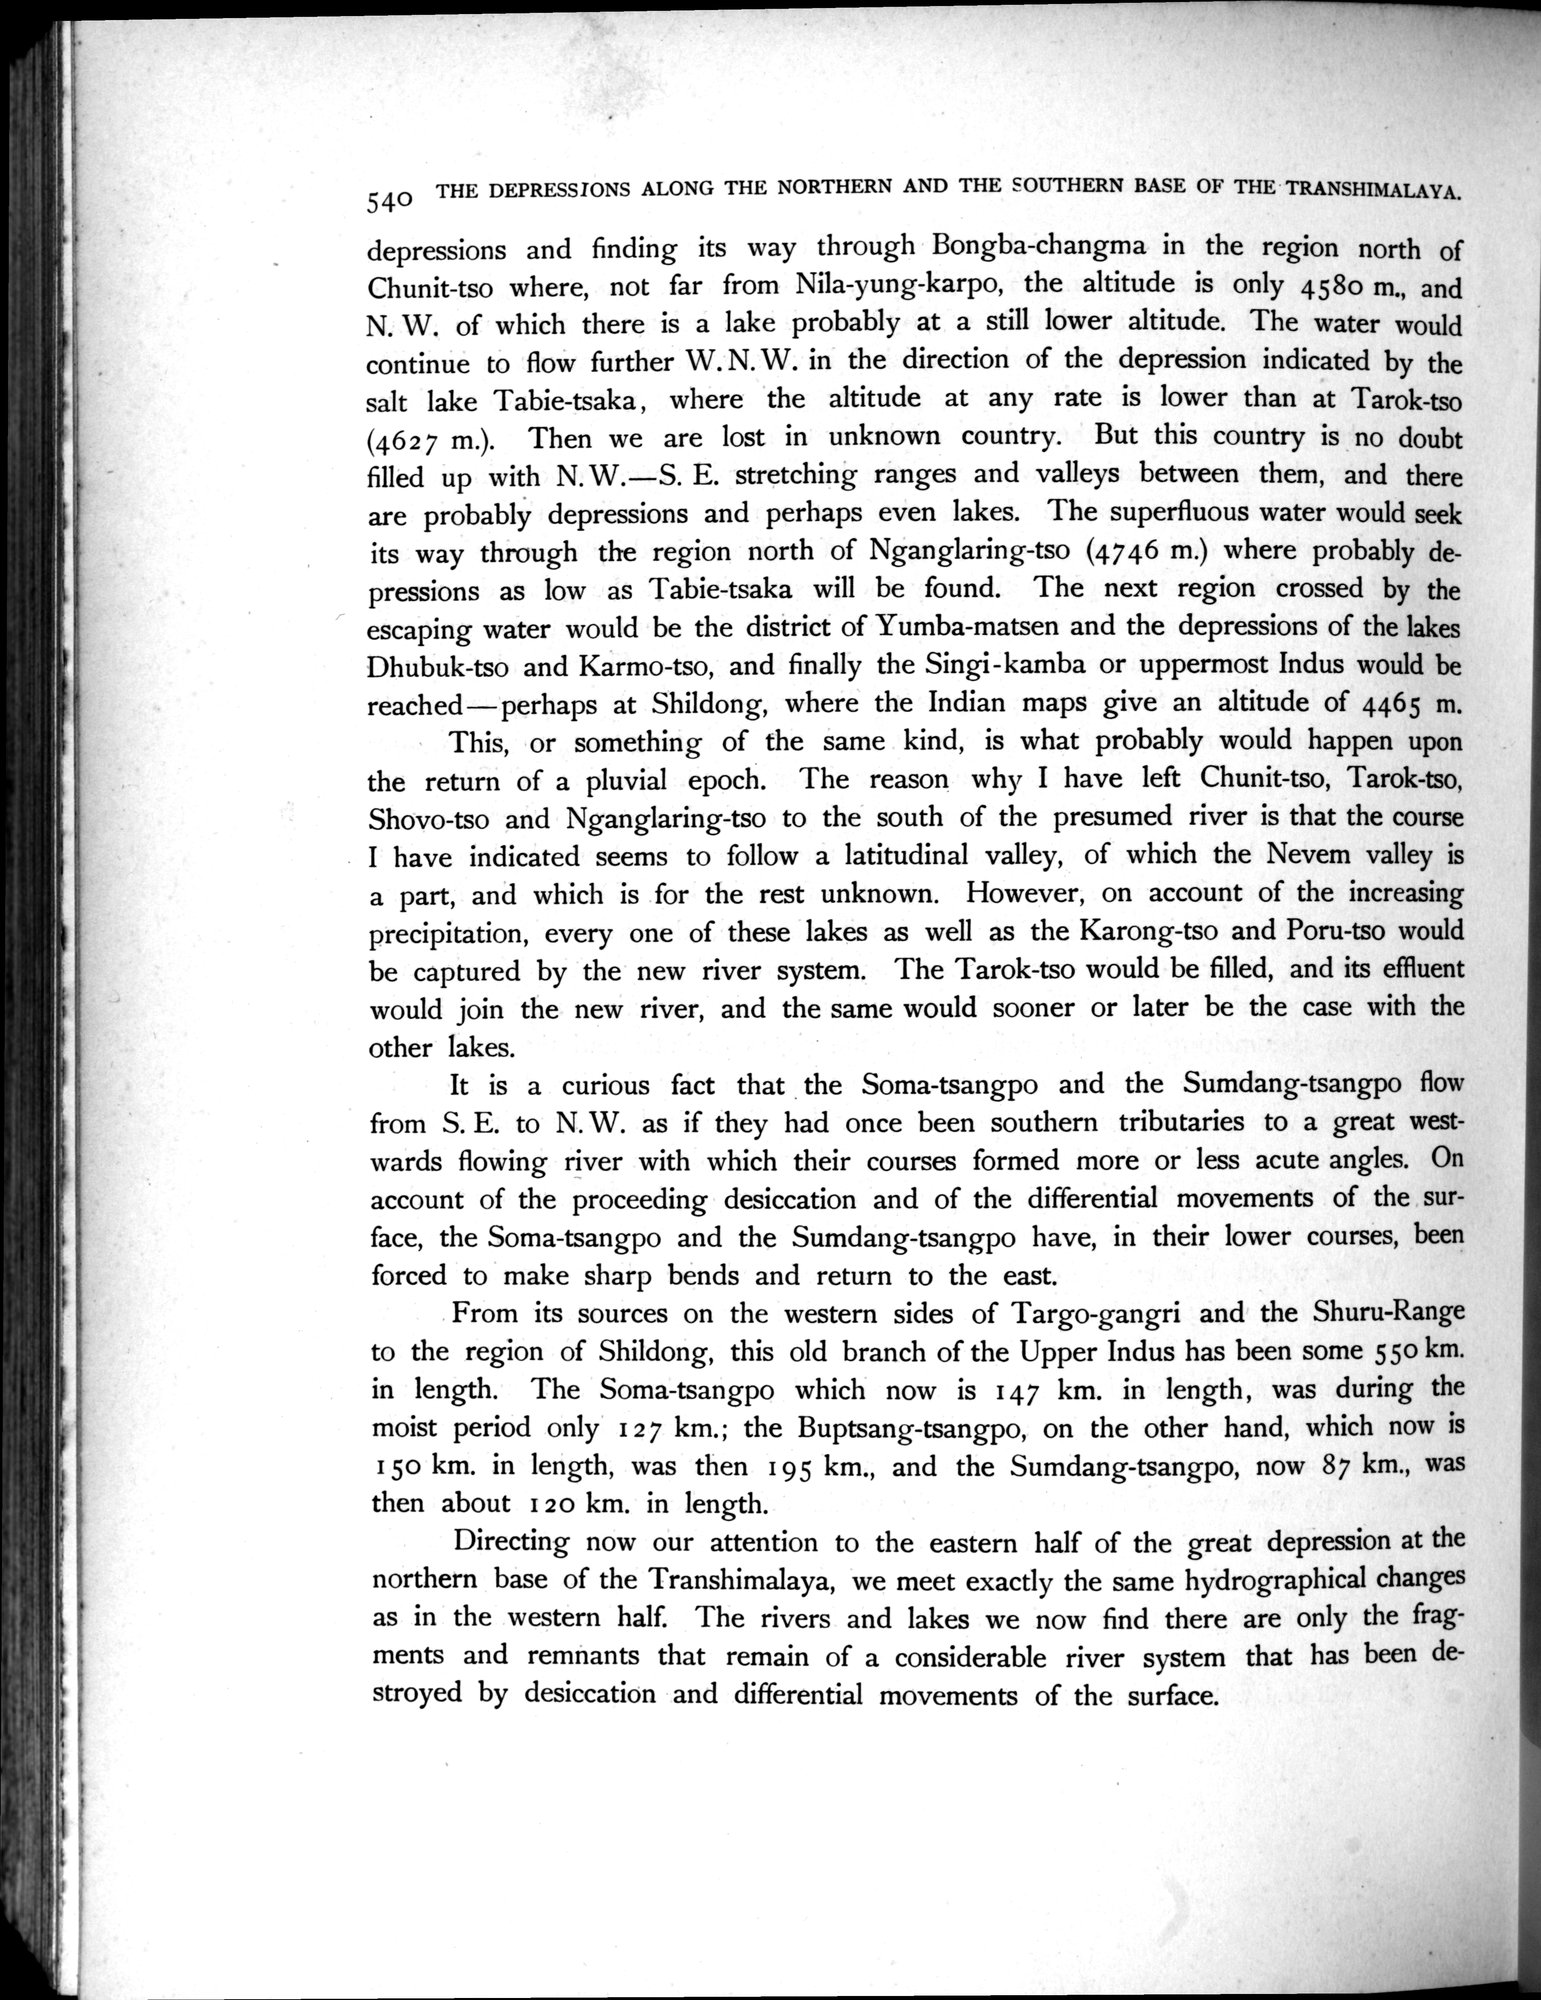 540 THE DEPRESSIONS ALONG THE NORTHERN AND THE SOUTHERN BASE OF THE TRANSHIMALAYA.
depressions and finding its way through Bongba-changma in the region north of
Chunit-tso where, not far from Nila-yung-karpo, the altitude is only 4580 m., and
N. W. of which there is a lake probably at a still lower altitude. The water would
continue to flow further W. N. W. in the direction of the depression indicated by the
salt lake Tabie-tsaka, where the altitude at any rate is lower than at Tarok-tso
(4627 m.). Then we are lost in unknown country. But this country is no doubt
filled up with N. W.—S. E. stretching ranges and valleys between them, and there
are probably depressions and perhaps even lakes. The superfluous water would seek
its way through the region north of Nganglaring-tso (4746 m.) where probably de-
pressions as low as Tabie-tsaka will be found. The next region crossed by the
escaping water would be the district of Yumba-matsen and the depressions of the lakes
Dhubuk-tso and Karmo-tso, and finally the Singi-kamba or uppermost Indus would be
reached—perhaps at Shildong, where the Indian maps give an altitude of 4465 m.
This, or something of the same kind, is what probably would happen upon
the return of a pluvial epoch. The reason why I have left Chunit-tso, Tarok-tso,
Shovo-tso and Nganglaring-tso to the south of the presumed river is that the course
I have indicated seems to follow a latitudinal valley, of which the Nevem valley is
a part, and which is for the rest unknown. However, on account of the increasing
precipitation, every one of these lakes as well as the Karong-tso and Poru-tso would
be captured by the new river system. The Tarok-tso would be filled, and its effluent
would join the new river, and the same would sooner or later be the case with the
other lakes.
It is a curious fact that the Soma-tsangpo and the Sumdang-tsangpo flow
from S. E. to N. W. as if they had once been southern tributaries to a great west-
wards flowing river with which their courses formed more or less acute angles. On
account of the proceeding desiccation and of the differential movements of the sur-
face, the Soma-tsangpo and the Sumdang-tsangpo have, in their lower courses, been
forced to make sharp bends and return to the east.
From its sources on the western sides of Targo-gangri and the Shuru-Range
to the region of Shildong, this old branch of the Upper Indus has been some 550 km.
in length. The Soma-tsangpo which now is 147 km. in length, was during the
moist period only 127 km.; the Buptsang-tsangpo, on the other hand, which now is
150 km. in length, was then 195 km., and the Sumdang-tsangpo, now 87 km., was
then about 120 km. in length.
Directing now our attention to the eastern half of the great depression at the
northern base of the Transhimalaya, we meet exactly the same hydrographical changes
as in the western half. The rivers and lakes we now find there are only the frag-
ments and remnants that remain of a considerable river system that has been de-
stroyed by desiccation and differential movements of the surface.